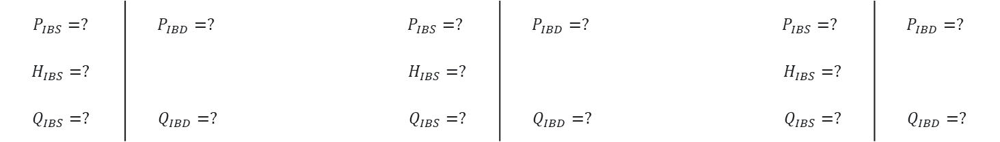 P_IBS =? P_IBD =? P_IBS =? P_IBD =? P_IBS =? P_IBD =?
H_IBS =? H_IBS =? H_IBS =?
Q_IBS =? Q_IBD =? Q_IBS =? Q_IBD =? Q_IBS =? Q_IBD =?